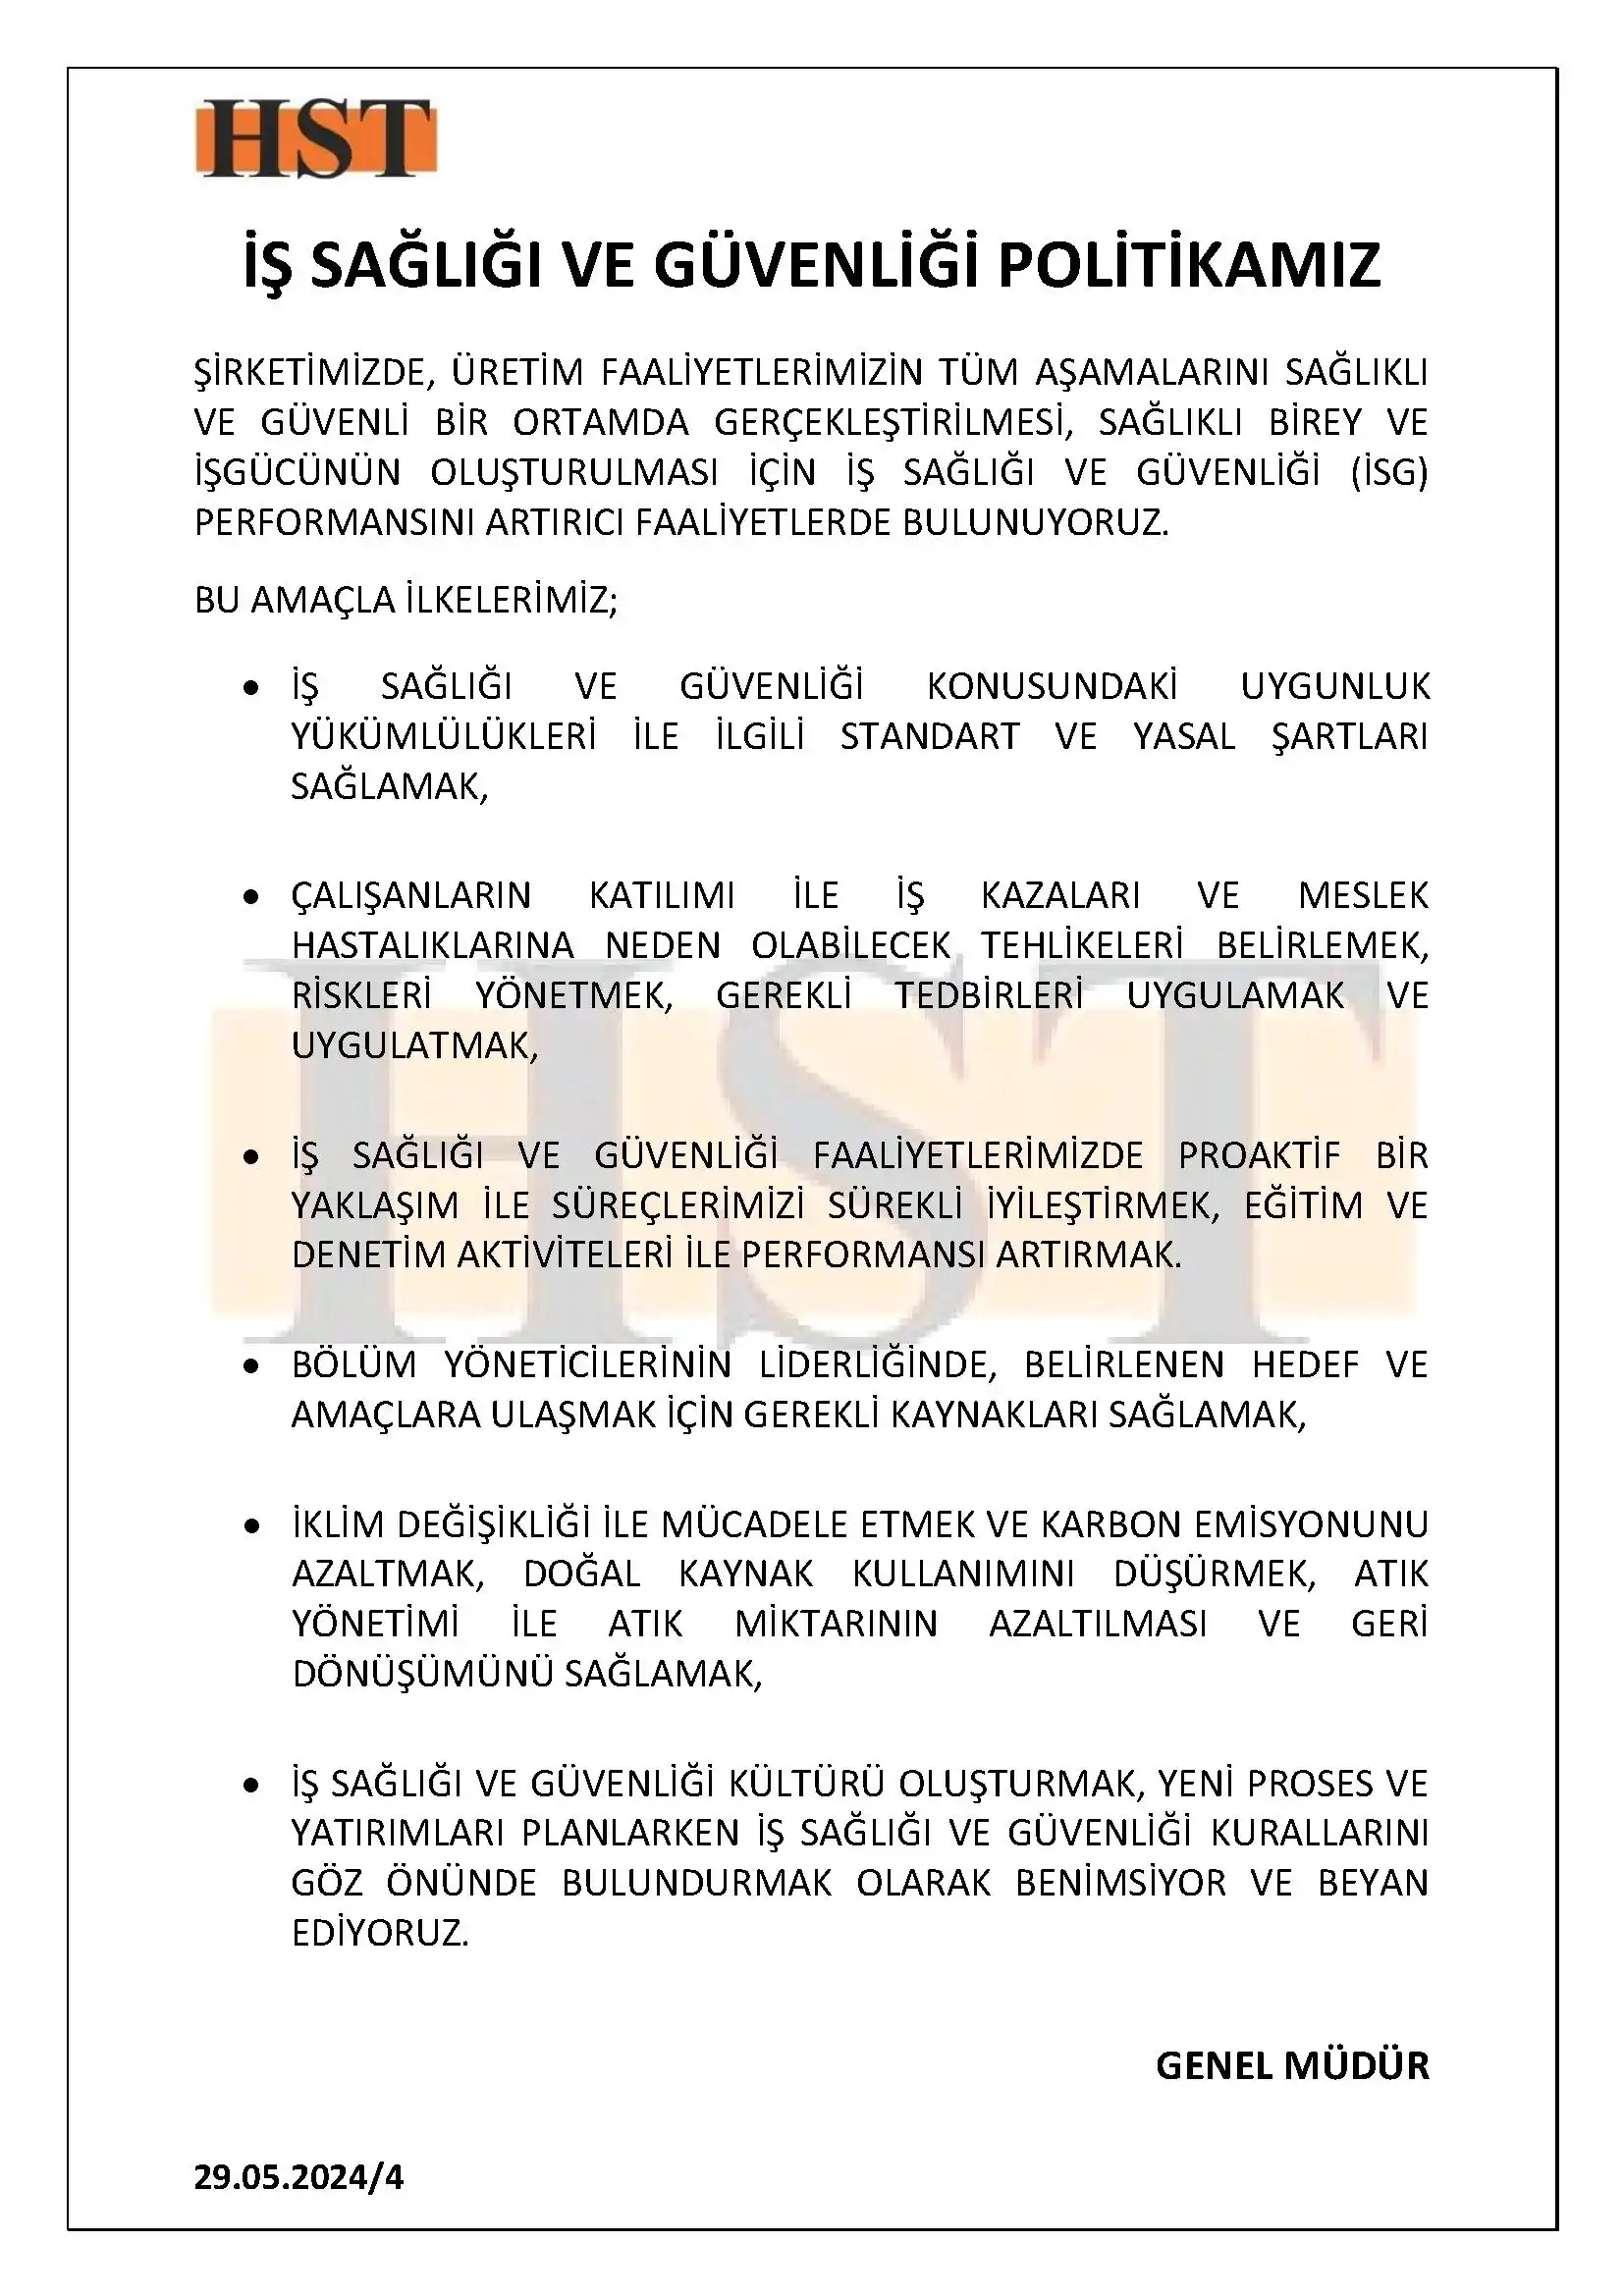 HST
İŞ SAĞLIĞI VE GÜVENLİĞİ POLİTİKAMIZ
ŞİRKETİMİZDE, ÜRETİM FAALİYETLERİMİZİN TÜM AŞAMALARINI SAĞLIKLI
VE GÜVENLİ BİR ORTAMDA GERÇEKLEŞTİRİLMESİ, SAĞLIKLI BİREY VE
İŞGÜCÜNÜN OLUŞTURULMASI İÇİN İŞ SAĞLIĞI VE GÜVENLİĞİ (İSG)
PERFORMANSINI ARTIRICI FAALİYETLERDE BULUNUYORUZ.
BU AMAÇLA İLKELERİMİZ;
• İŞ SAĞLIĞI VE GÜVENLİĞİ KONUSUNDAKİ UYGUNLUK
YÜKÜMLÜLÜKLERİ İLE İLGİLİ STANDART VE YASAL ŞARTLARI
SAĞLAMAK,
• ÇALIŞANLARIN KATILIMI İLE İŞ KAZALARI VE MESLEK
HASTALIKLARINA NEDEN OLABİLECEK TEHLİKELERİ BELİRLEMEK,
RİSKLERİ YÖNETMEK, GEREKLİ TEDBİRLERİ UYGULAMAK VE
UYGULATMAK,
• İŞ SAĞLIĞI VE GÜVENLİĞİ FAALİYETLERİMİZDE PROAKTİF BİR
YAKLAŞIM İLE SÜREÇLERİMİZİ SÜREKLİ İYİLEŞTİRMEK, EĞİTİM VE
DENETİM AKTİVİTELERİ İLE PERFORMANSI ARTIRMAK.
• BÖLÜM YÖNETİCİLERİNİN LİDERLİĞİNDE, BELİRLENEN HEDEF VE
AMAÇLARA ULAŞMAK İÇİN GEREKLİ KAYNAKLARI SAĞLAMAK,
• İKLİM DEĞİŞİKLİĞİ İLE MÜCADELE ETMEK VE KARBON EMİSYONUNU
AZALTMAK, DOĞAL KAYNAK KULLANIMINI DÜŞÜRMEK, ATIK
YÖNETİMİ İLE ATIK MİKTARININ AZALTILMASI VE GERİ
DÖNÜŞÜMÜNÜ SAĞLAMAK,
• İŞ SAĞLIĞI VE GÜVENLİĞİ KÜLTÜRÜ OLUŞTURMAK, YENİ PROSES VE
YATIRIMLARI PLANLARKEN İŞ SAĞLIĞI VE GÜVENLİĞİ KURALLARINI
GÖZ ÖNÜNDE BULUNDURMAK OLARAK BENİMSİYOR VE BEYAN
EDİYORUZ.
HST
GENEL MÜDÜR
29.05.2024/4